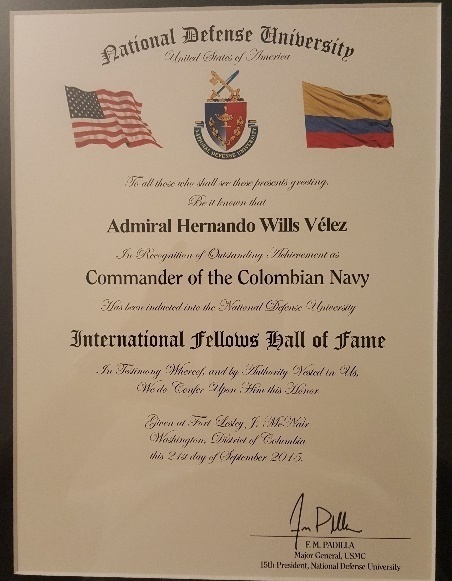 National Defense University
United States of America
NATIONAL DEFENSE UNIVERSITY
To all those who shall see these presents greeting.
Be it known that
Admiral Hernando Wills Vélez
In Recognition of Outstanding Achievement as
Commander of the Colombian Navy
Has been inducted into the National Defense University
International Fellows Hall of Fame
In Testimony Whereof, and by Authority Vested in Us,
We do Confer Upon Him this Honor
Given at Fort Lesley J. McNair
Washington, District of Columbia
this 21st day of September 2015.
F. M. PADILLA
Major General, USMC
15th President, National Defense University